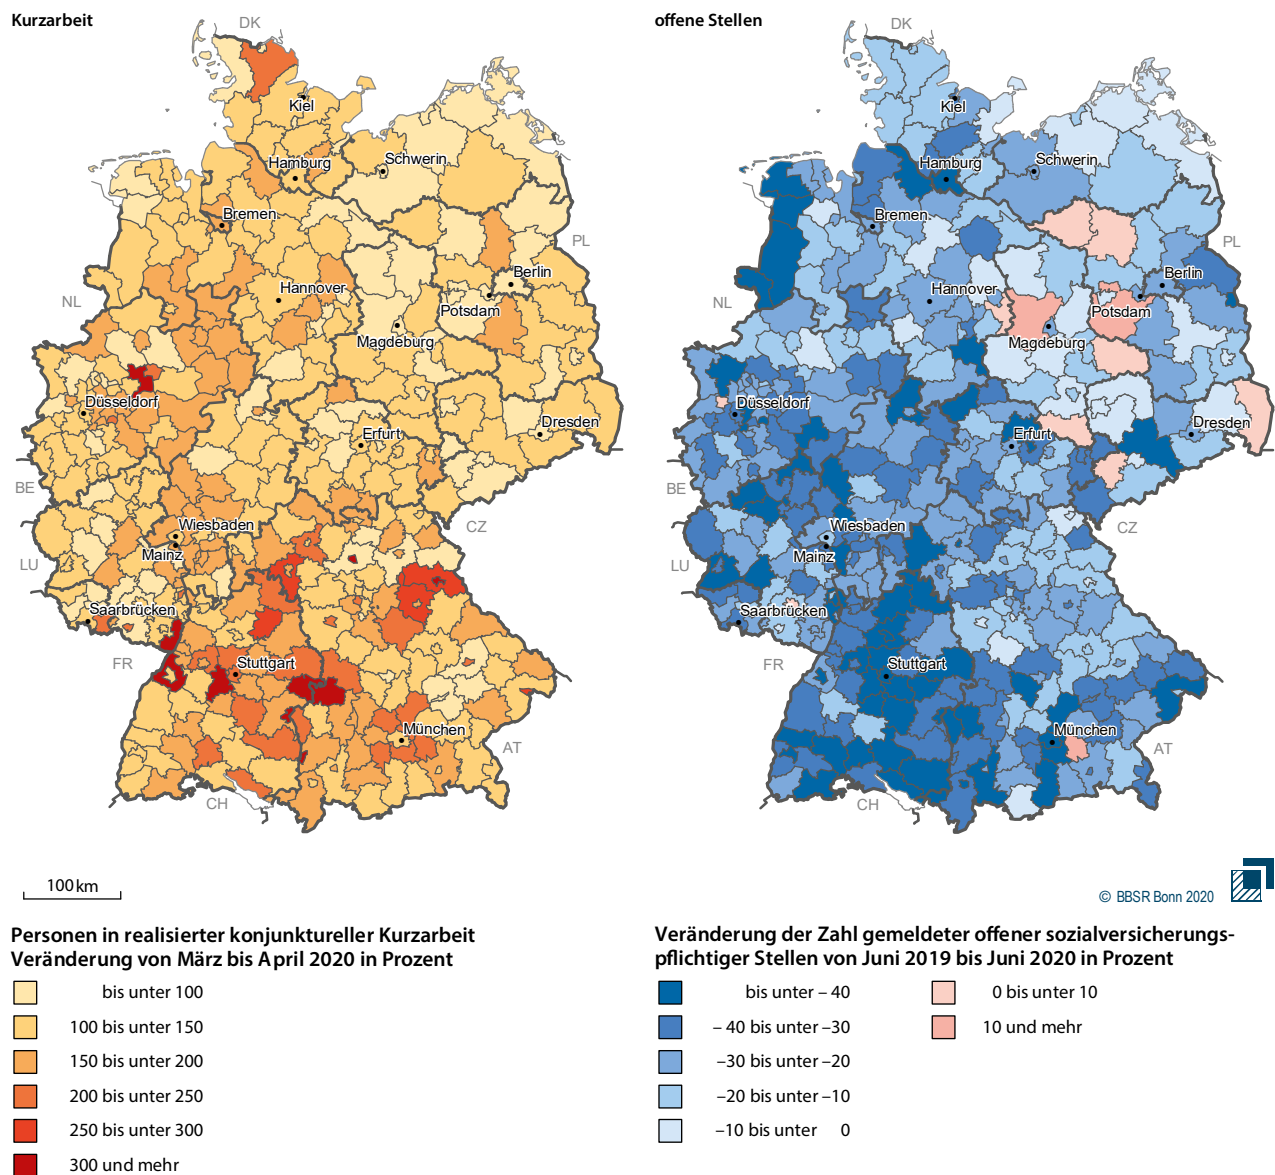 Kurzarbeit
DK
Kiel
Hamburg
Schwerin
Bremen
PL
Berlin
NL
Hannover
Potsdam
Magdeburg
Düsseldorf
Dresden
Erfurt
BE
Wiesbaden
CZ
Mainz
LU
Saarbrücken
FR
Stuttgart
München
AT
CH
100 km
offene Stellen
DK
Kiel
Hamburg
Schwerin
Bremen
PL
Berlin
NL
Hannover
Potsdam
Magdeburg
Düsseldorf
Dresden
Erfurt
BE
Wiesbaden
CZ
Mainz
LU
Saarbrücken
FR
Stuttgart
München
AT
CH
© BBSR Bonn 2020
Personen in realisierter konjunktureller Kurzarbeit
Veränderung von März bis April 2020 in Prozent
bis unter 100
100 bis unter 150
150 bis unter 200
200 bis unter 250
250 bis unter 300
300 und mehr
Veränderung der Zahl gemeldeter offener sozialversicherungs-
pflichtiger Stellen von Juni 2019 bis Juni 2020 in Prozent
bis unter – 40
– 40 bis unter –30
–30 bis unter –20
–20 bis unter –10
–10 bis unter 0
0 bis unter 10
10 und mehr